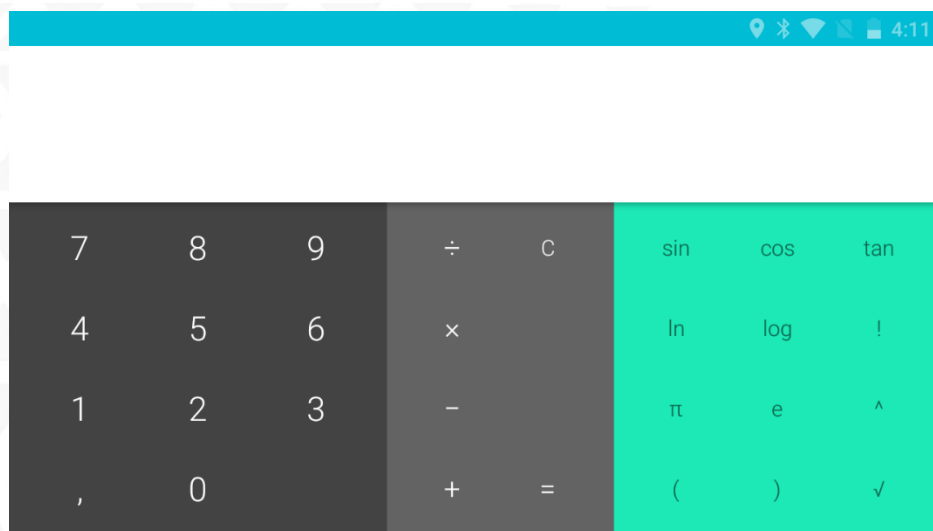 4:11
7 8 9 ÷ C sin cos tan
4 5 6 × ln log !
1 2 3 − π e ^
, 0 + = ( ) √